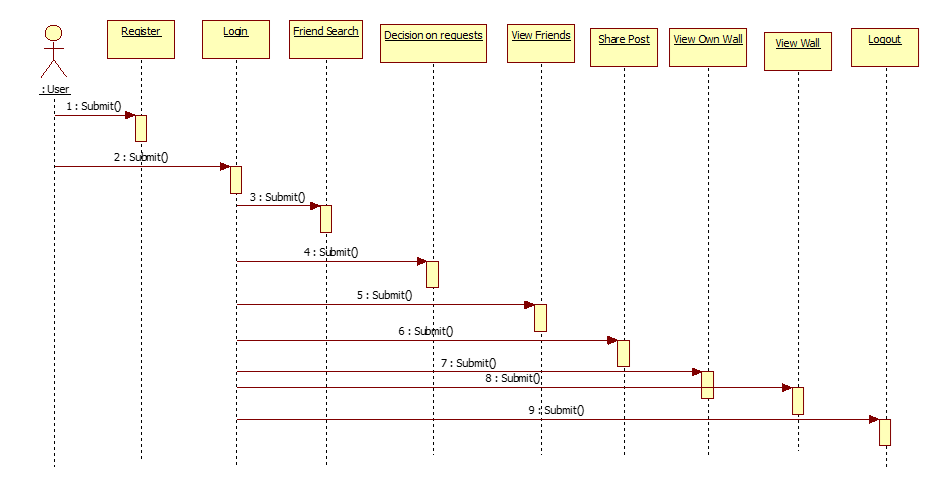 Register
Login
Friend Search
Decision on requests
View Friends
Share Post
View Own Wall
View Wall
Logout
: User
1 : Submit()
2 : Submit()
3 : Submit()
4 : Submit()
5 : Submit()
6 : Submit()
7 : Submit()
8 : Submit()
9 : Submit()